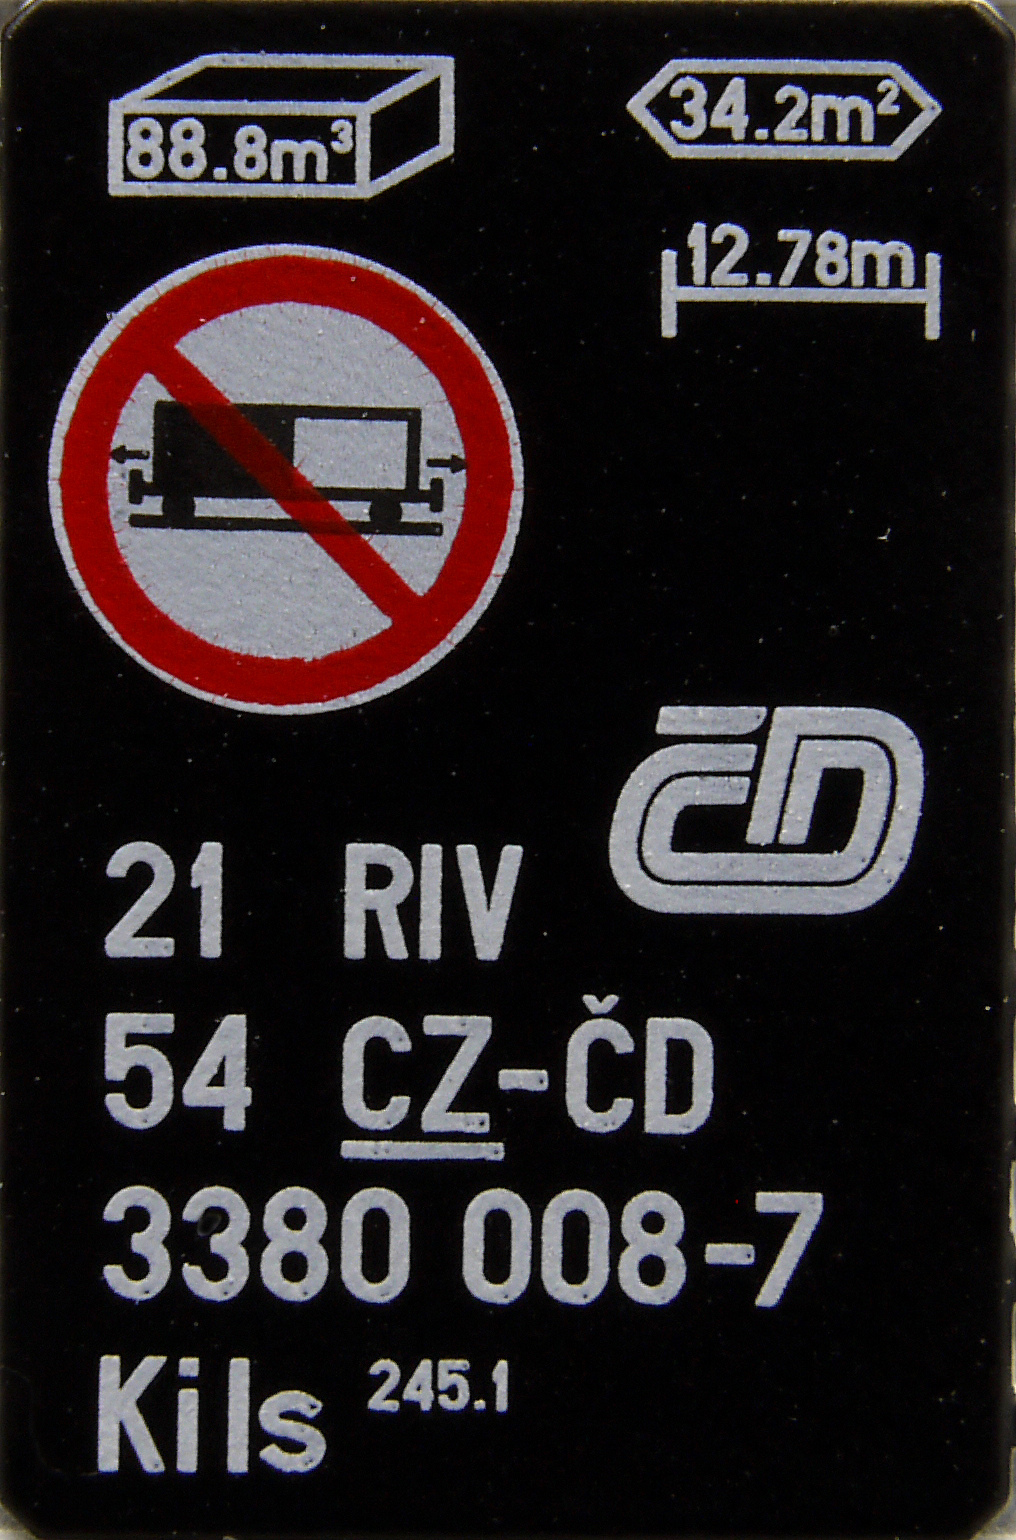 88.8m³
34.2m²
12.78m
ČD
21 RIV
54 CZ-ČD
3380 008-7
Kils 245.1